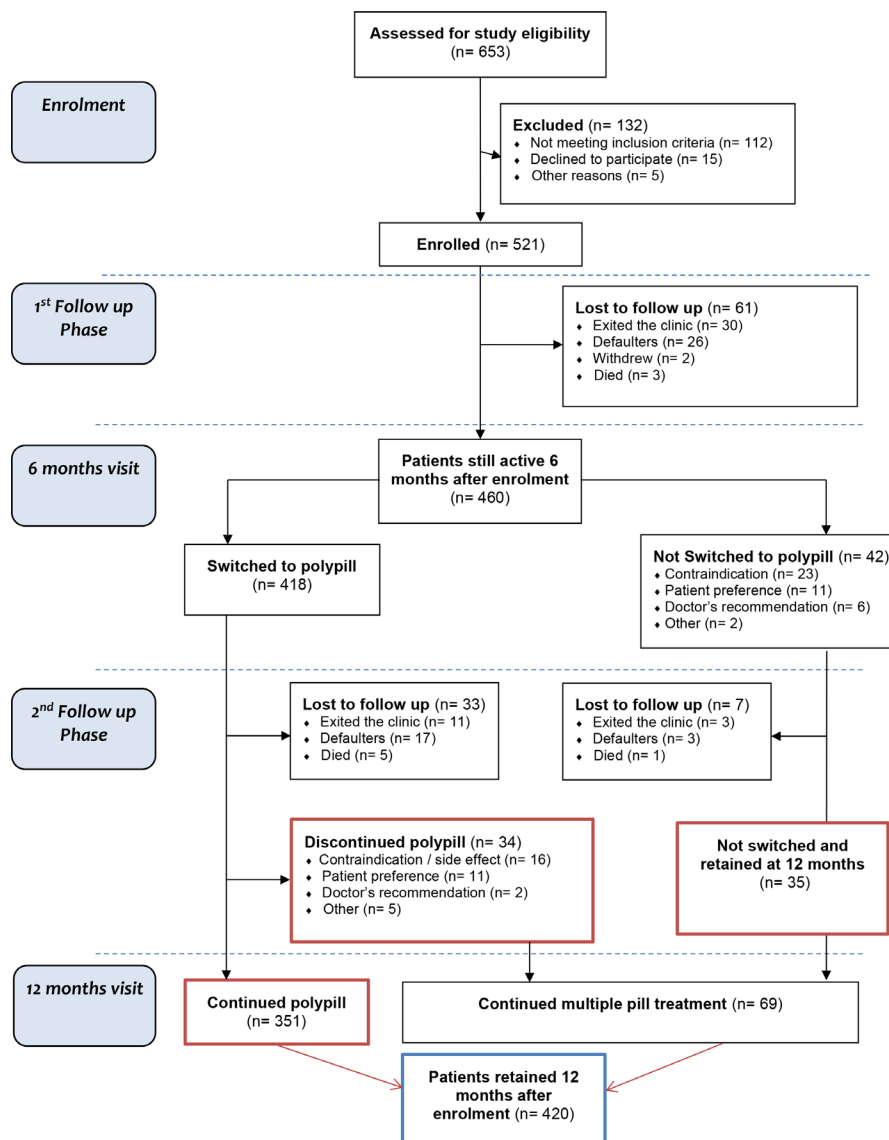 Assessed for study eligibility
(n= 653)
Enrolment
Excluded (n= 132)
♦ Not meeting inclusion criteria (n= 112)
♦ Declined to participate (n= 15)
♦ Other reasons (n= 5)
Enrolled (n= 521)
1st Follow up
Phase
Lost to follow up (n= 61)
♦ Exited the clinic (n= 30)
♦ Defaulters (n= 26)
♦ Withdrew (n= 2)
♦ Died (n= 3)
6 months visit
Patients still active 6
months after enrolment
(n= 460)
Switched to polypill
(n= 418)
Not Switched to polypill (n= 42)
♦ Contraindication (n= 23)
♦ Patient preference (n= 11)
♦ Doctor's recommendation (n= 6)
♦ Other (n= 2)
2nd Follow up
Phase
Lost to follow up (n= 33)
♦ Exited the clinic (n= 11)
♦ Defaulters (n= 17)
♦ Died (n= 5)
Lost to follow up (n= 7)
♦ Exited the clinic (n= 3)
♦ Defaulters (n= 3)
♦ Died (n= 1)
Discontinued polypill (n= 34)
♦ Contraindication / side effect (n= 16)
♦ Patient preference (n= 11)
♦ Doctor's recommendation (n= 2)
♦ Other (n= 5)
Not switched and
retained at 12 months
(n= 35)
12 months visit
Continued polypill
(n= 351)
Continued multiple pill treatment (n= 69)
Patients retained 12
months after
enrolment (n= 420)